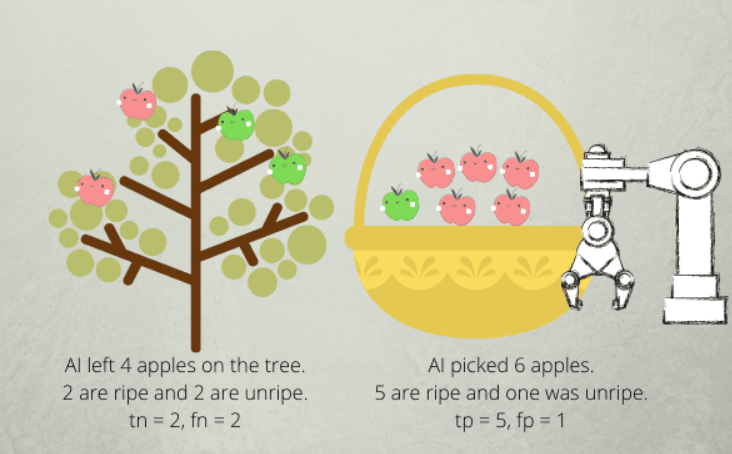 AI left 4 apples on the tree.
2 are ripe and 2 are unripe.
tn = 2, fn = 2
AI picked 6 apples.
5 are ripe and one was unripe.
tp = 5, fp = 1